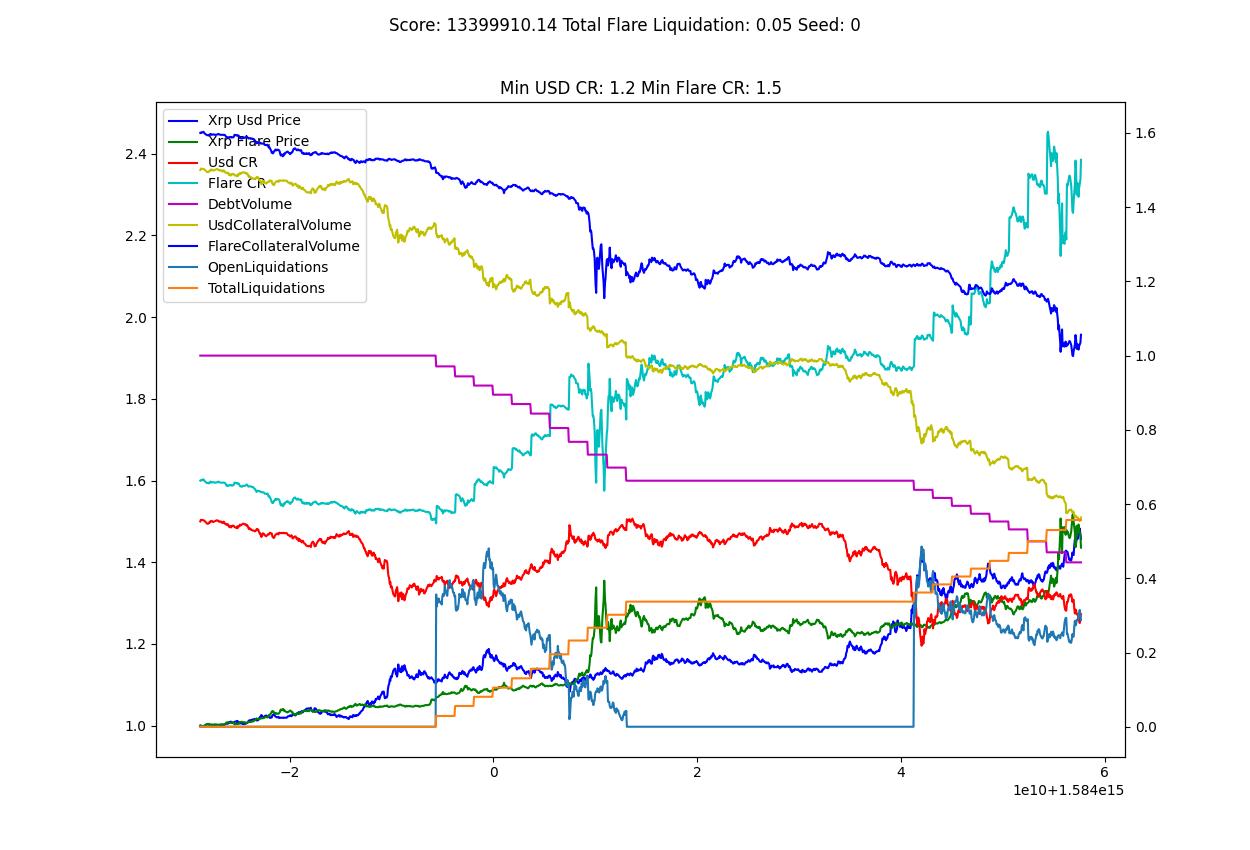 Score: 13399910.14 Total Flare Liquidation: 0.05 Seed: 0
Min USD CR: 1.2 Min Flare CR: 1.5
Xrp Usd Price
Xrp Flare Price
Usd CR
Flare CR
DebtVolume
UsdCollateralVolume
FlareCollateralVolume
OpenLiquidations
TotalLiquidations
2.4
2.2
2.0
1.8
1.6
1.4
1.2
1.0
1.6
1.4
1.2
1.0
0.8
0.6
0.4
0.2
0.0
−2
0
2
4
6
1e10+1.584e15